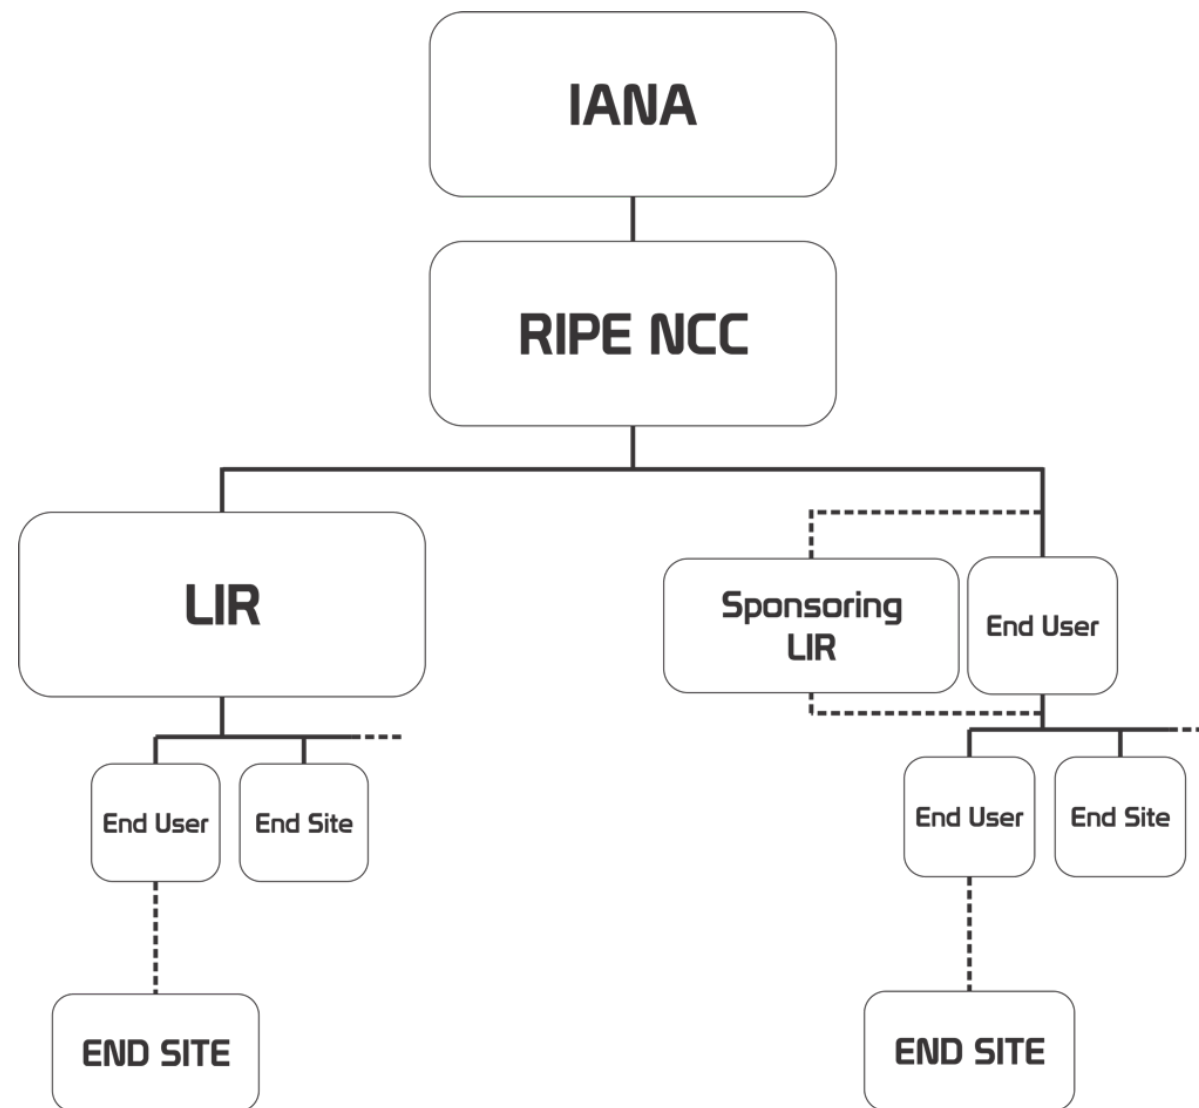 IANA
RIPE NCC
LIR
Sponsoring
LIR
End User
End User
End Site
End User
End Site
END SITE
END SITE